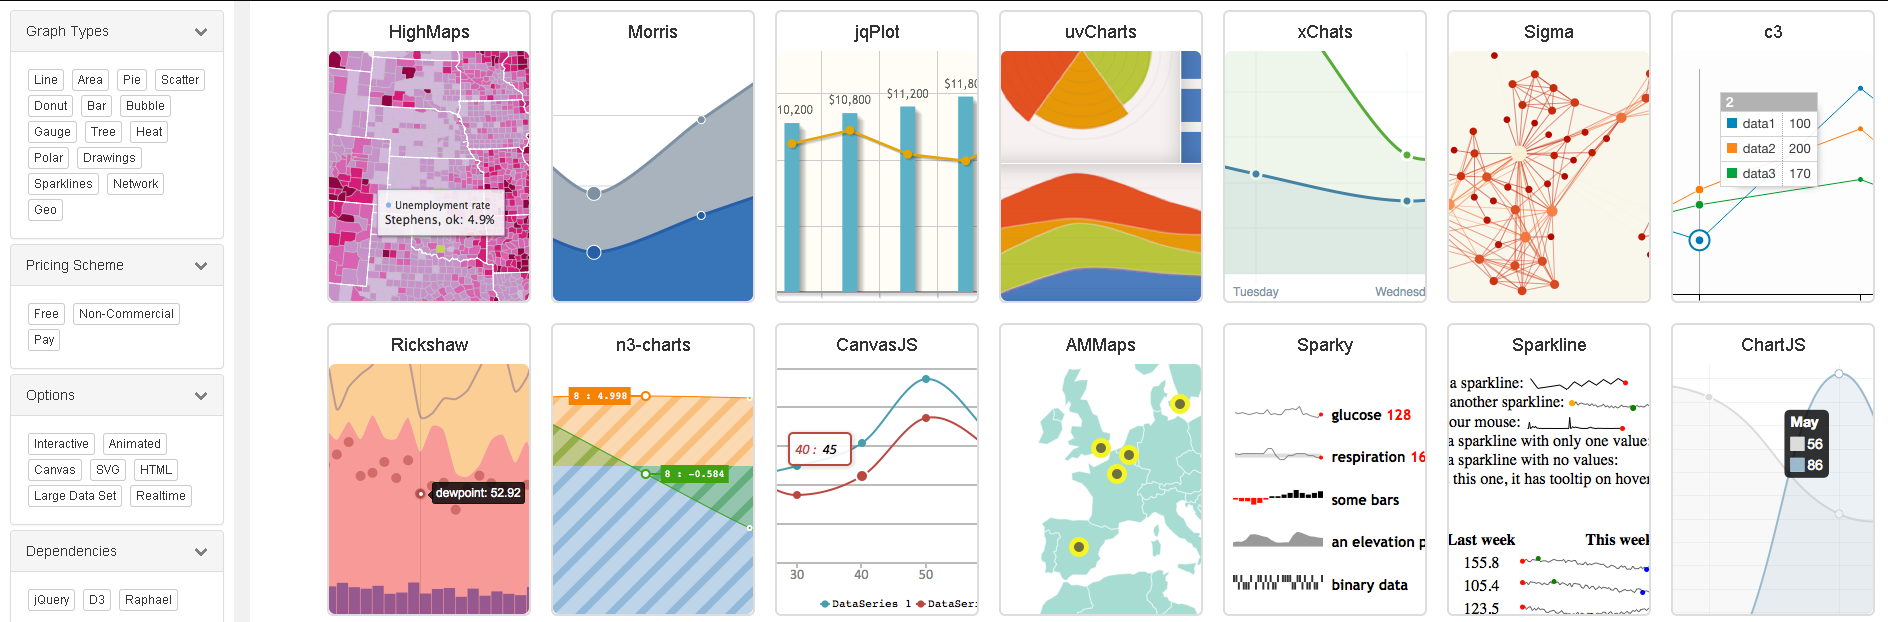 Graph Types
Line Area Pie Scatter
Donut Bar Bubble
Gauge Tree Heat
Polar Drawings
Sparklines Network
Geo
Pricing Scheme
Free Non-Commercial
Pay
Options
Interactive Animated
Canvas SVG HTML
Large Data Set Realtime
Dependencies
jQuery D3 Raphael
HighMaps
Unemployment rate
Stephens, ok: 4.9%
Morris
jqPlot
10,200 $10,800 $11,200 $11,80
uvCharts
xChats
Tuesday Wednesd
Sigma
c3
2
data1 100
data2 200
data3 170
Rickshaw
dewpoint: 52.92
n3-charts
8 : 4.998
8 : -0.584
CanvasJS
40 : 45
30 40 50
DataSeries 1 DataSer
AMMaps
Sparky
glucose 128
respiration 16
some bars
an elevation p
binary data
Sparkline
a sparkline:
another sparkline:
our mouse:
a sparkline with only one value:
a sparkline with no values:
this one, it has tooltip on hover
Last week This week
155.8
105.4
123.5
ChartJS
May
56
86